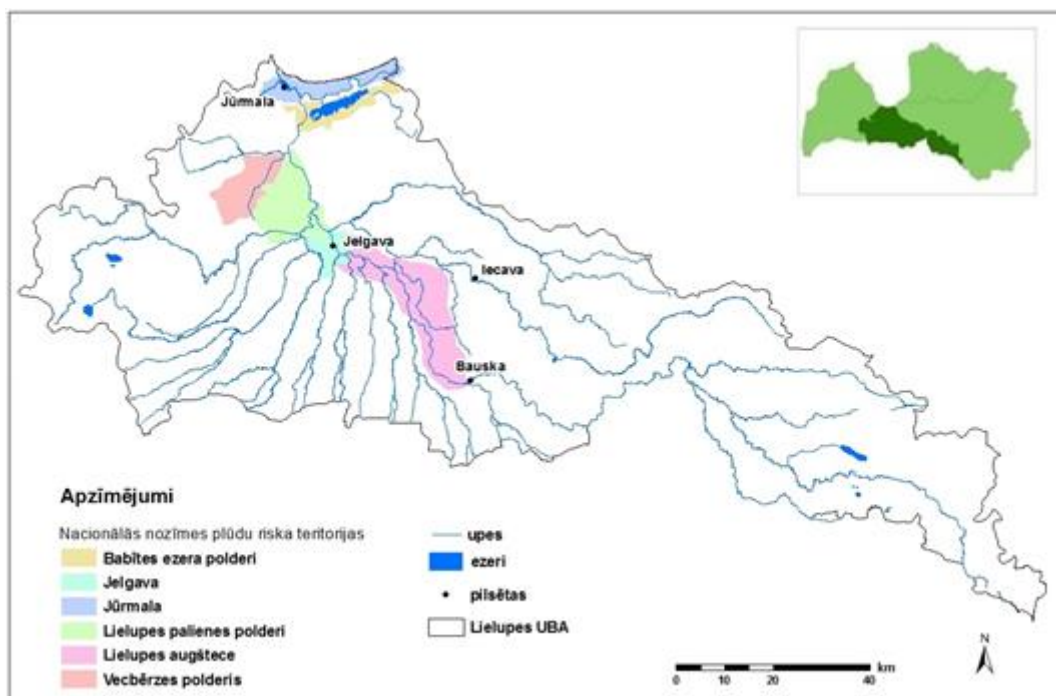 Jūrmala
Jelgava
Iecava
Bauska
Apzīmējumi
Nacionālās nozīmes plūdu riska teritorijas
Babītes ezera polderi
Jelgava
Jūrmala
Lielupes palienes polderi
Lielupes augštece
Vecbērzes polderis
upes
ezeri
pilsētas
Lielupes UBA
0 10 20 40 km
N